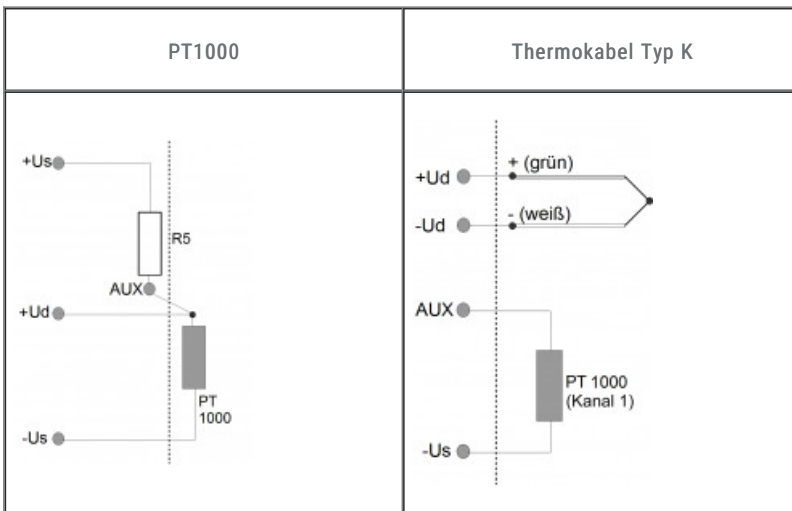 PT1000
Thermokabel Typ K
+Us
R5
AUX
+Ud
PT
1000
-Us
+ (grün)
+Ud
- (weiß)
-Ud
AUX
PT 1000
(Kanal 1)
-Us